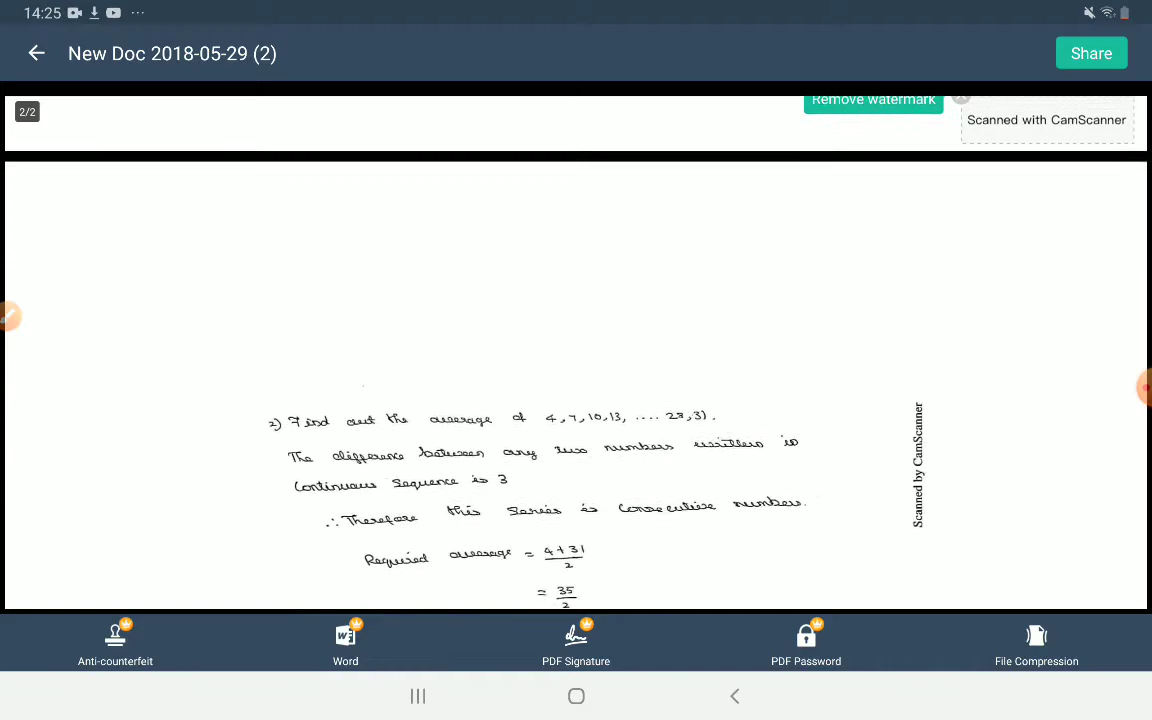 14:25
New Doc 2018-05-29 (2)
Share
2/2
Remove watermark
Scanned with CamScanner
2) Find out the average of 4, 7, 10, 13, .... 28, 31.
The difference between any two numbers written is
Continuous sequence is 3
∴ Therefore this series is consecutive numbers.
Required average = 4+31/2
= 35/2
Scanned by CamScanner
Anti-counterfeit
Word
PDF Signature
PDF Password
File Compression